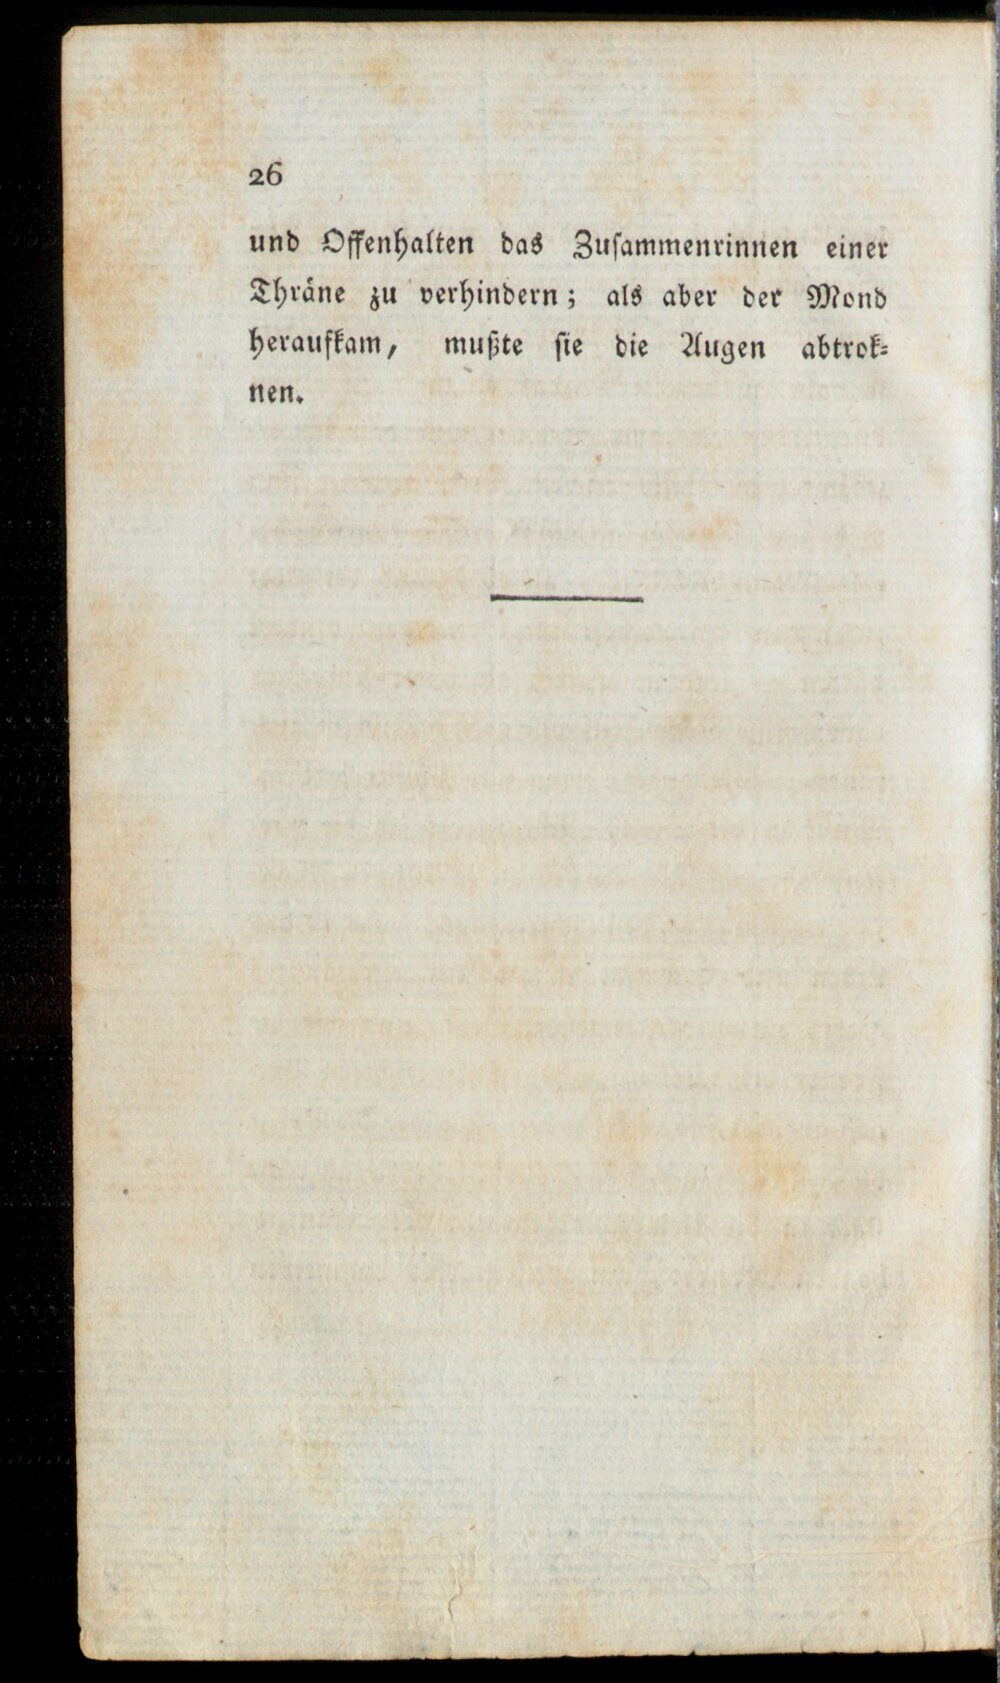 26
und Offenhalten das Zuſammenrinnen einer
Thräne zu verhindern; als aber der Mond
heraufkam, mußte ſie die Augen abtrok⸗
nen.